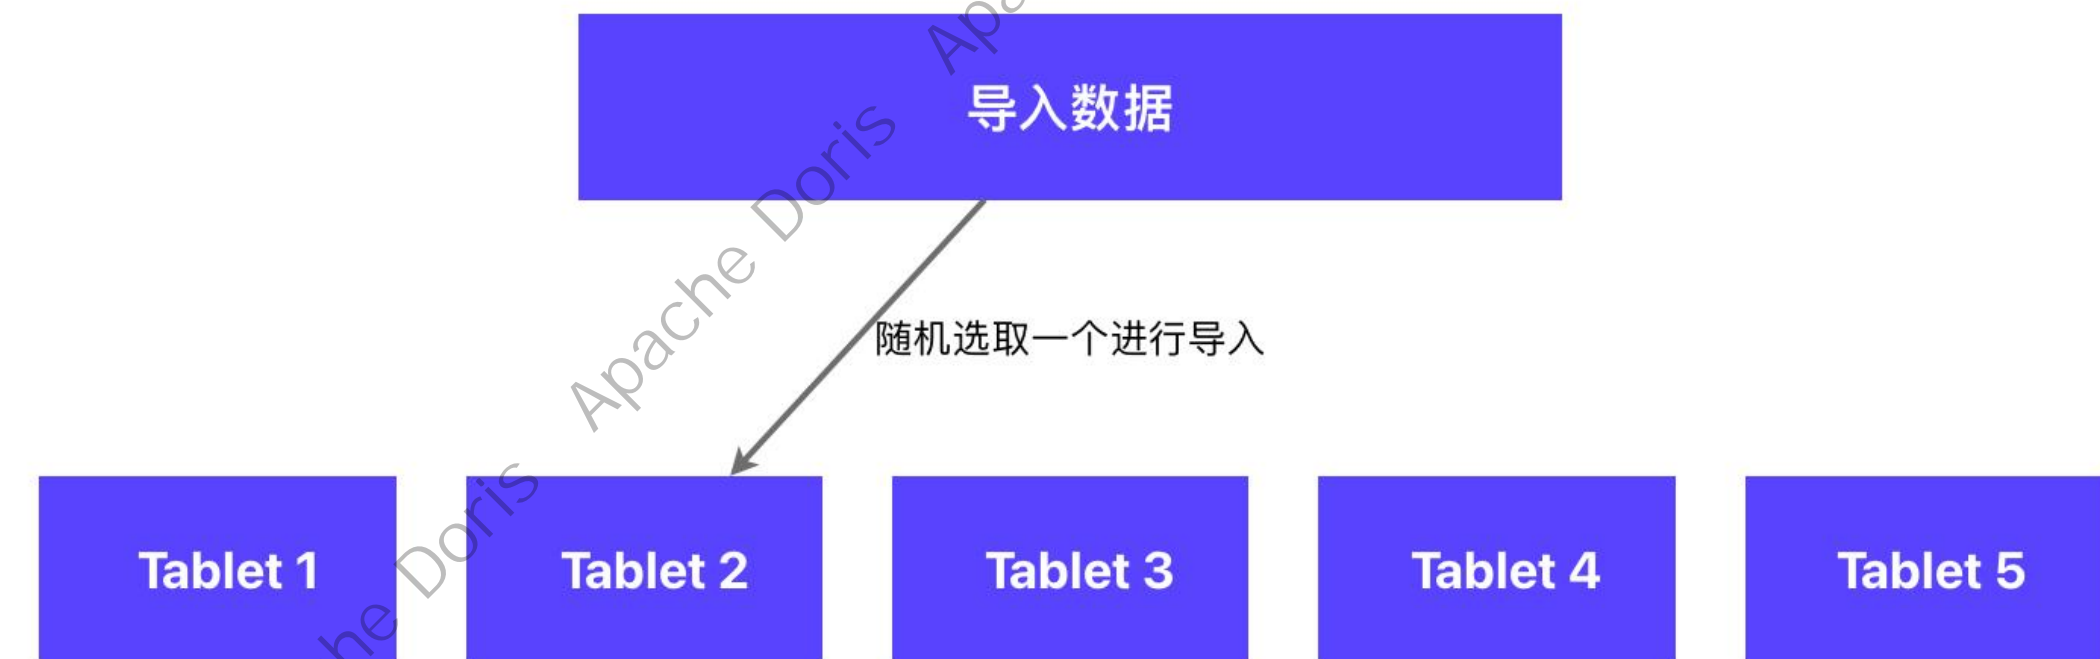 导入数据
随机选取一个进行导入
Tablet 1
Tablet 2
Tablet 3
Tablet 4
Tablet 5
Apache Doris